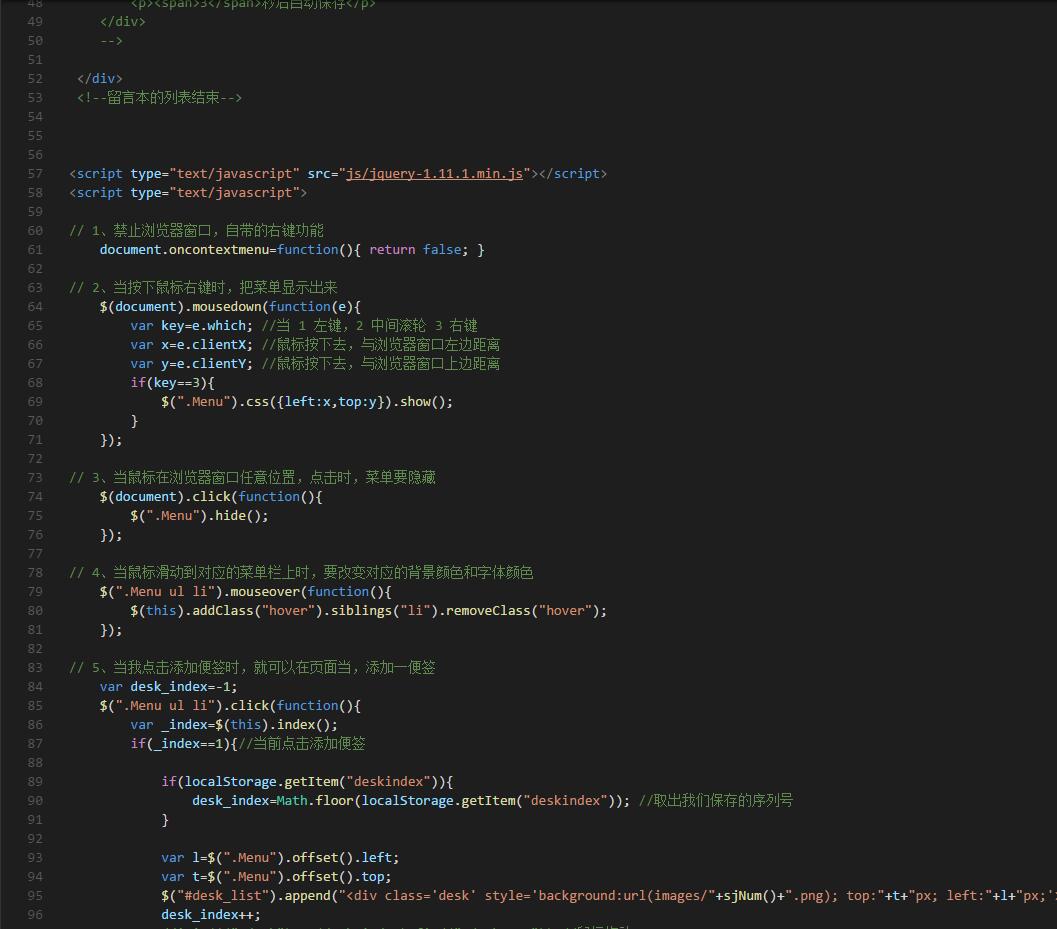 48 <p><span>3</span>秒后自动保存</p>
49 </div>
50 -->
51
52 </div>
53 <!--留言本的列表结束-->
54
55
56
57 <script type="text/javascript" src="js/jquery-1.11.1.min.js"></script>
58 <script type="text/javascript">
59
60 // 1、禁止浏览器窗口，自带的右键功能
61 document.oncontextmenu=function(){ return false; }
62
63 // 2、当按下鼠标右键时，把菜单显示出来
64 $(document).mousedown(function(e){
65 var key=e.which; //当 1 左键，2 中间滚轮 3 右键
66 var x=e.clientX; //鼠标按下去，与浏览器窗口左边距离
67 var y=e.clientY; //鼠标按下去，与浏览器窗口上边距离
68 if(key==3){
69 $(".Menu").css({left:x,top:y}).show();
70 }
71 });
72
73 // 3、当鼠标在浏览器窗口任意位置，点击时，菜单要隐藏
74 $(document).click(function(){
75 $(".Menu").hide();
76 });
77
78 // 4、当鼠标滑动到对应的菜单栏上时，要改变对应的背景颜色和字体颜色
79 $(".Menu ul li").mouseover(function(){
80 $(this).addClass("hover").siblings("li").removeClass("hover");
81 });
82
83 // 5、当我点击添加便签时，就可以在页面当，添加一便签
84 var desk_index=-1;
85 $(".Menu ul li").click(function(){
86 var _index=$(this).index();
87 if(_index==1){//当前点击添加便签
88
89 if(localStorage.getItem("deskindex")){
90 desk_index=Math.floor(localStorage.getItem("deskindex")); //取出我们保存的序列号
91 }
92
93 var l=$(".Menu").offset().left;
94 var t=$(".Menu").offset().top;
95 $("#desk_list").append("<div class='desk' style='background:url(images/"+sjNum()+".png); top:"+t+"px; left:"+l+"px;'
96 desk_index++;